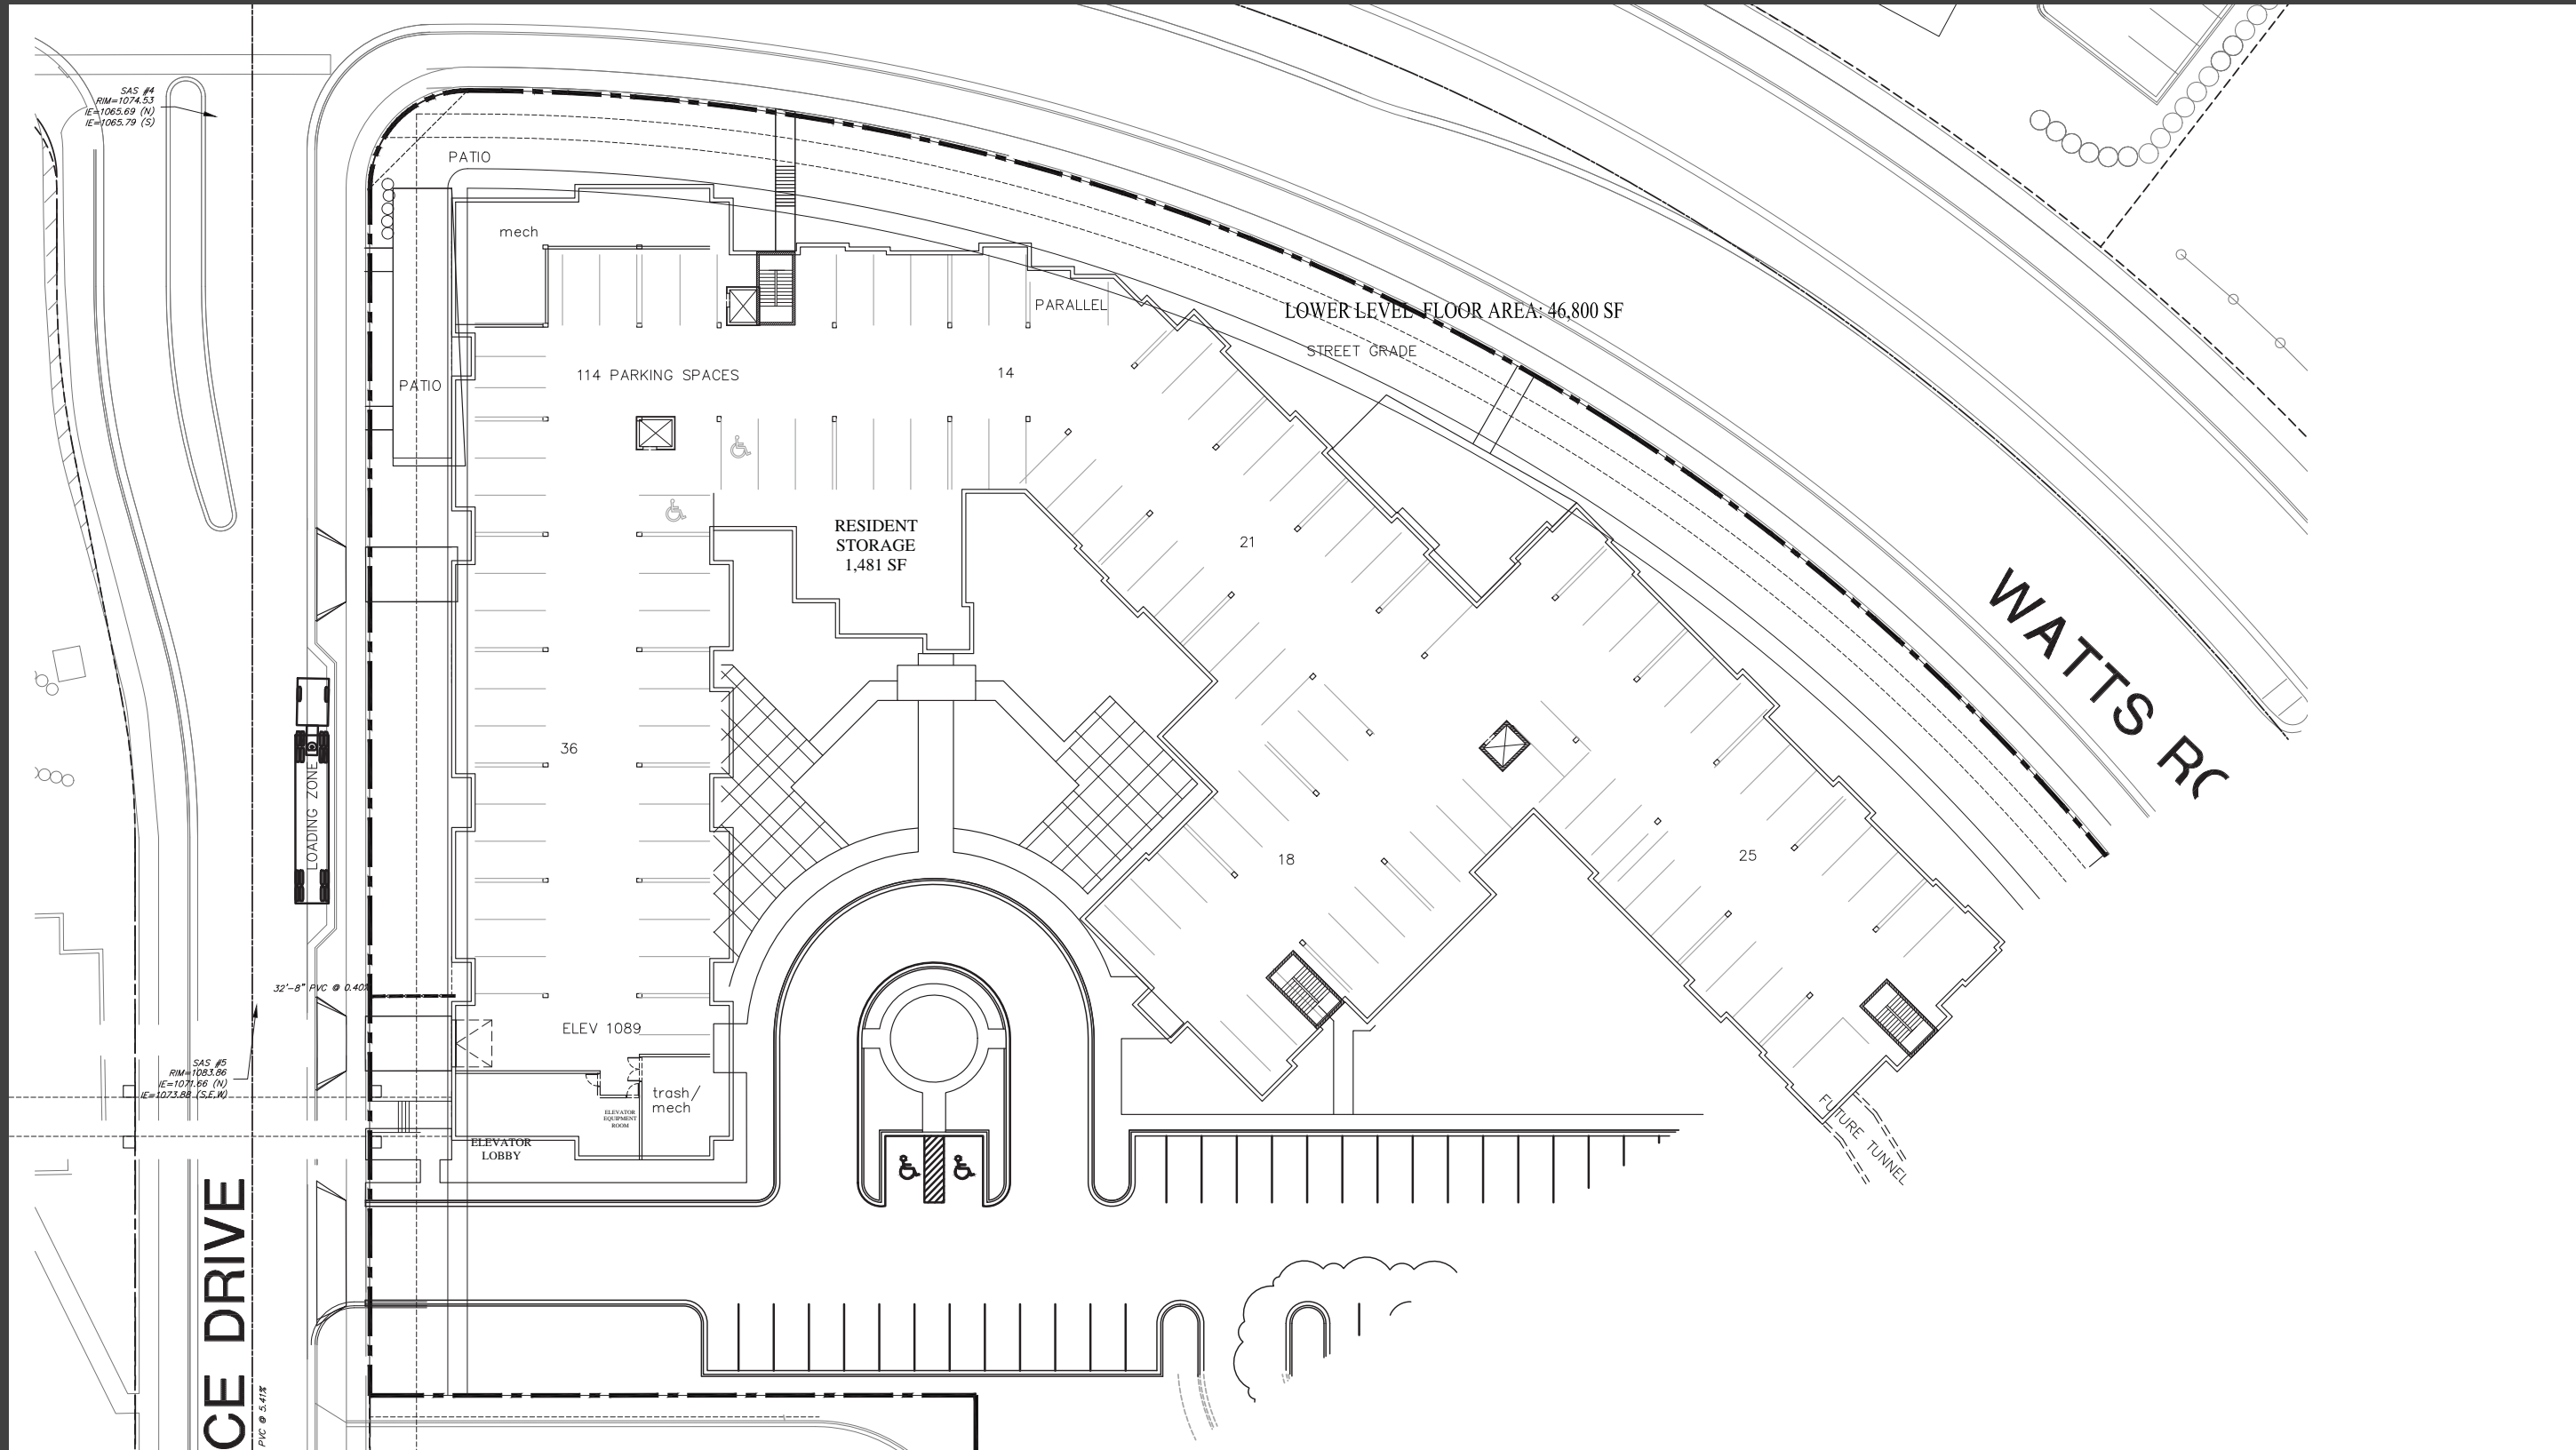 SAS #4
RIM=1074.53
IE=1065.69 (N)
IE=1065.79 (S)
PATIO
mech
PARALLEL
LOWER LEVEL FLOOR AREA: 46,800 SF
STREET GRADE
114 PARKING SPACES
14
PATIO
RESIDENT
STORAGE
1,481 SF
21
WATTS
36
LOADING ZONE
18
25
32'-8" PVC @ 0.40%
ELEV 1089
SAS #5
RIM=1083.86
IE=1071.66 (N)
IE=1073.88 (S,E,W)
trash/
mech
ELEVATOR
EQUIPMENT
ROOM
ELEVATOR
LOBBY
FUTURE TUNNEL
CE DRIVE
PVC @ 5.41%